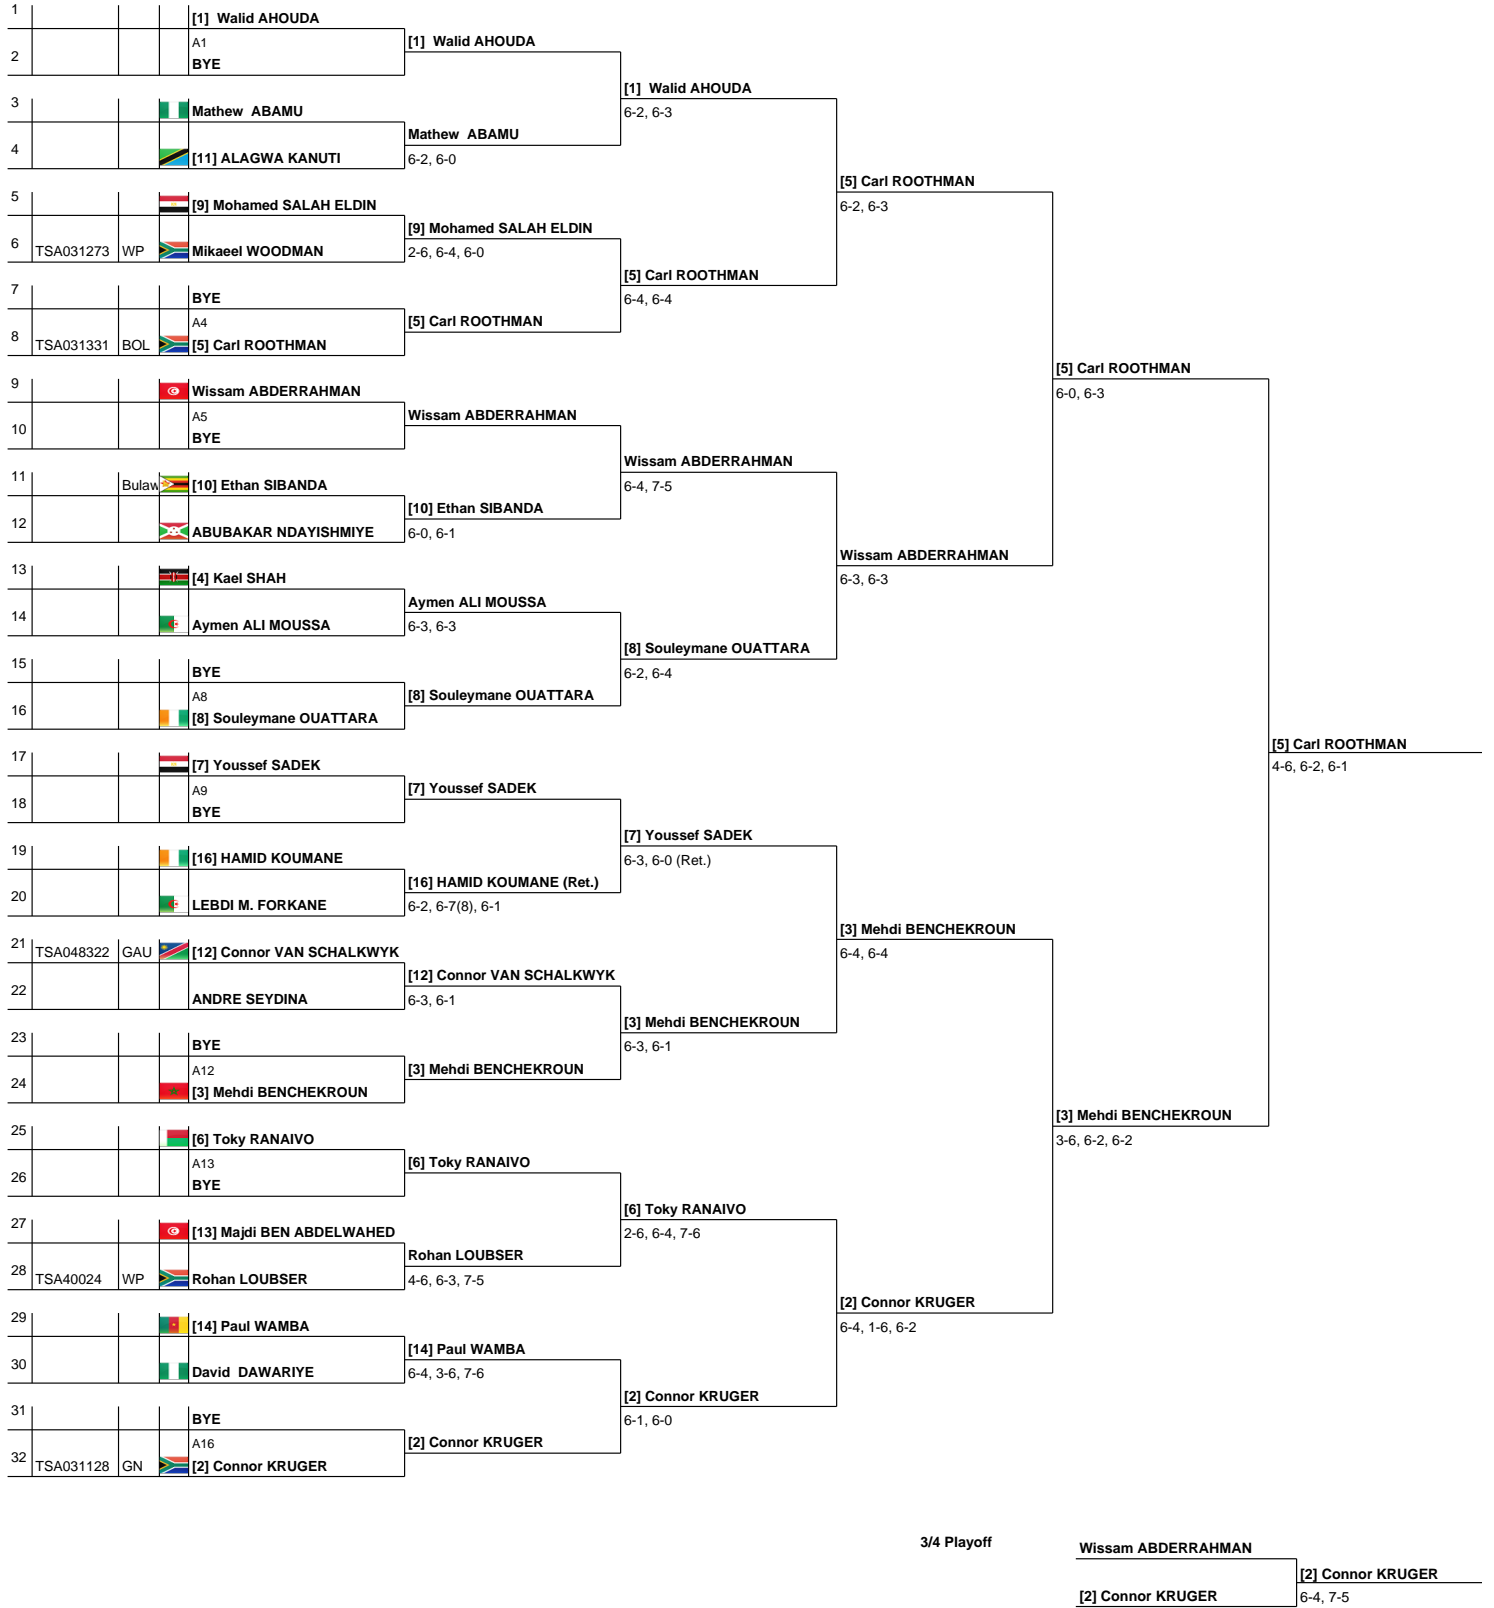 1
[1] Walid AHOUDA
A1
[1] Walid AHOUDA
2
BYE
[1] Walid AHOUDA
6-2, 6-3
3
Mathew ABAMU
Mathew ABAMU
4
[11] ALAGWA KANUTI
6-2, 6-0
[5] Carl ROOTHMAN
6-2, 6-3
5
[9] Mohamed SALAH ELDIN
[9] Mohamed SALAH ELDIN
6
TSA031273 WP Mikaeel WOODMAN
2-6, 6-4, 6-0
[5] Carl ROOTHMAN
6-4, 6-4
7
BYE
A4
[5] Carl ROOTHMAN
8
TSA031331 BOL [5] Carl ROOTHMAN
[5] Carl ROOTHMAN
6-0, 6-3
9
Wissam ABDERRAHMAN
A5
Wissam ABDERRAHMAN
10
BYE
Wissam ABDERRAHMAN
6-4, 7-5
11
Bulaw [10] Ethan SIBANDA
[10] Ethan SIBANDA
12
ABUBAKAR NDAYISHMIYE
6-0, 6-1
Wissam ABDERRAHMAN
6-3, 6-3
13
[4] Kael SHAH
Aymen ALI MOUSSA
14
Aymen ALI MOUSSA
6-3, 6-3
[8] Souleymane OUATTARA
6-2, 6-4
15
BYE
A8
[8] Souleymane OUATTARA
16
[8] Souleymane OUATTARA
[5] Carl ROOTHMAN
4-6, 6-2, 6-1
17
[7] Youssef SADEK
A9
[7] Youssef SADEK
18
BYE
[7] Youssef SADEK
6-3, 6-0 (Ret.)
19
[16] HAMID KOUMANE
[16] HAMID KOUMANE (Ret.)
20
LEBDI M. FORKANE
6-2, 6-7(8), 6-1
[3] Mehdi BENCHEKROUN
6-4, 6-4
21
TSA048322 GAU [12] Connor VAN SCHALKWYK
[12] Connor VAN SCHALKWYK
22
ANDRE SEYDINA
6-3, 6-1
[3] Mehdi BENCHEKROUN
6-3, 6-1
23
BYE
A12
[3] Mehdi BENCHEKROUN
24
[3] Mehdi BENCHEKROUN
[3] Mehdi BENCHEKROUN
3-6, 6-2, 6-2
25
[6] Toky RANAIVO
A13
[6] Toky RANAIVO
26
BYE
[6] Toky RANAIVO
2-6, 6-4, 7-6
27
[13] Majdi BEN ABDELWAHED
Rohan LOUBSER
28
TSA40024 WP Rohan LOUBSER
4-6, 6-3, 7-5
[2] Connor KRUGER
6-4, 1-6, 6-2
29
[14] Paul WAMBA
[14] Paul WAMBA
30
David DAWARIYE
6-4, 3-6, 7-6
[2] Connor KRUGER
6-1, 6-0
31
BYE
A16
[2] Connor KRUGER
32
TSA031128 GN [2] Connor KRUGER
3/4 Playoff
Wissam ABDERRAHMAN
[2] Connor KRUGER
[2] Connor KRUGER
6-4, 7-5